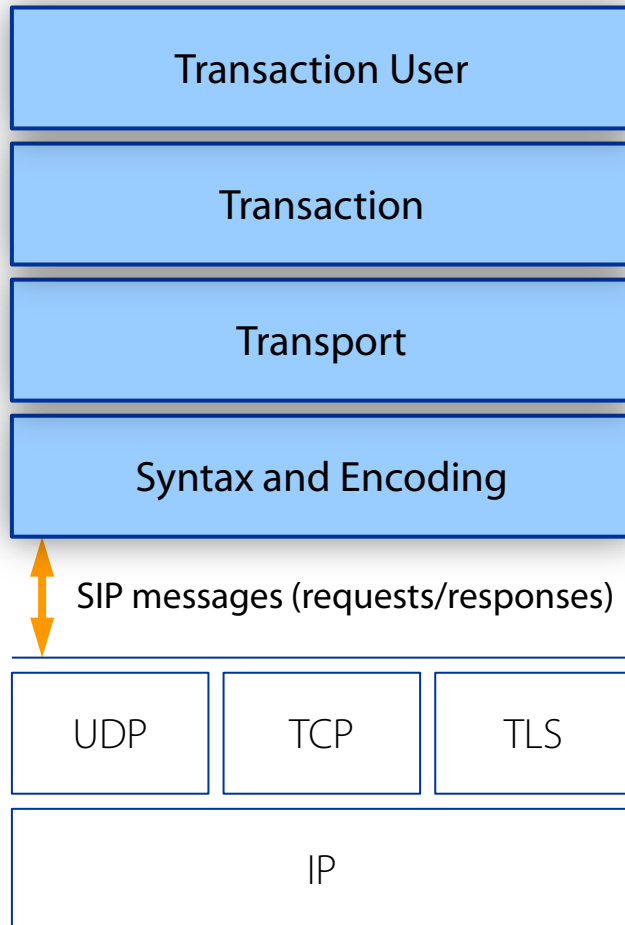 Transaction User
Transaction
Transport
Syntax and Encoding
SIP messages (requests/responses)
UDP TCP TLS
IP